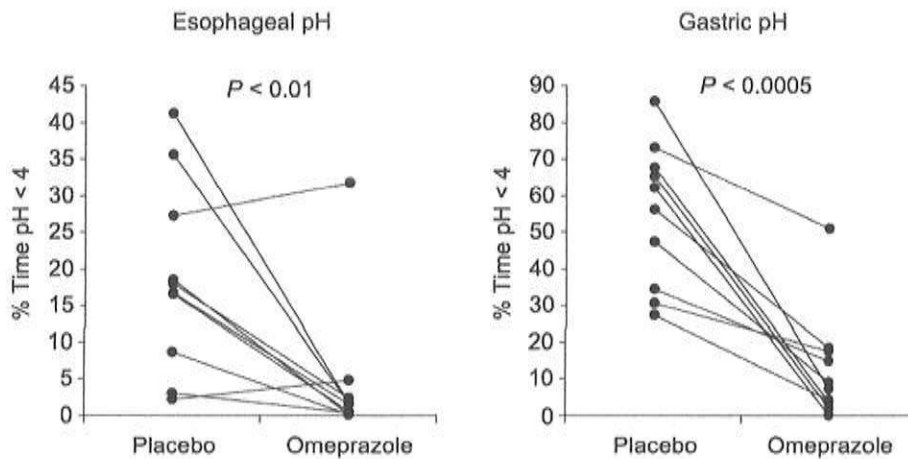 Esophageal pH
P < 0.01
% Time pH < 4
45
40
35
30
25
20
15
10
5
0
Placebo Omeprazole
Gastric pH
P < 0.0005
% Time pH < 4
90
80
70
60
50
40
30
20
10
0
Placebo Omeprazole